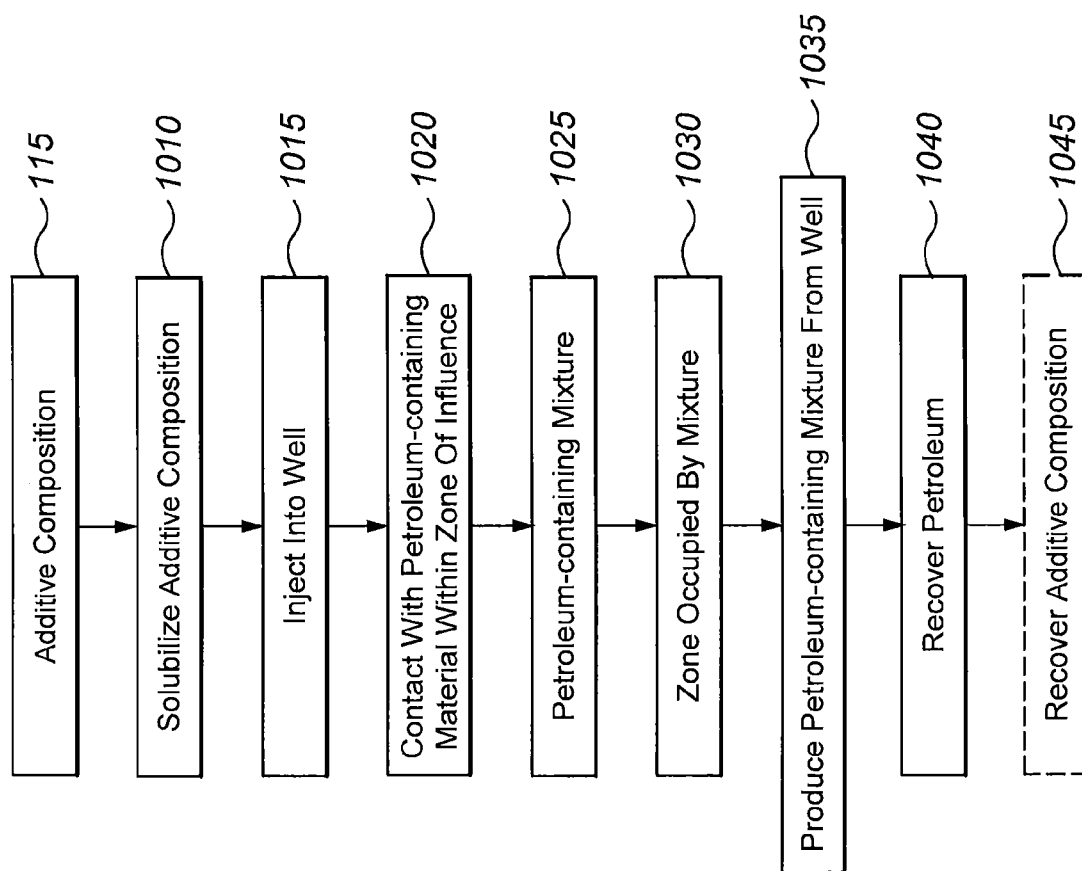 Additive Composition
115
Solubilize Additive Composition
1010
Inject Into Well
1015
Contact With Petroleum-containing
Material Within Zone Of Influence
1020
Petroleum-containing Mixture
1025
Zone Occupied By Mixture
1030
Produce Petroleum-containing Mixture From Well
1035
Recover Petroleum
1040
Recover Additive Composition
1045